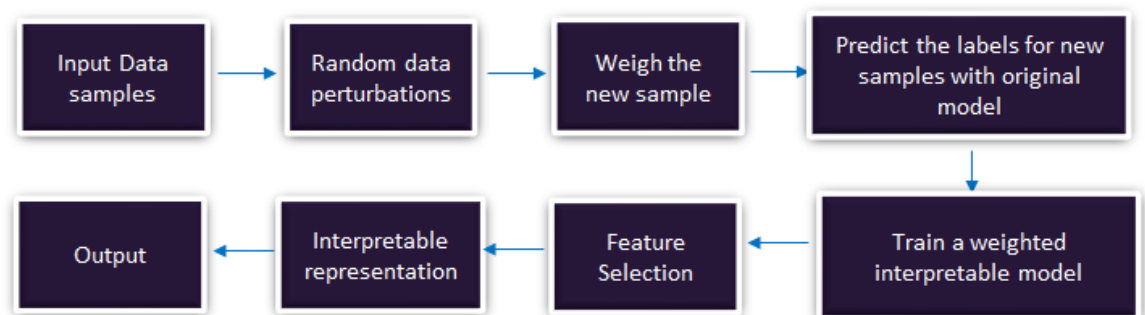 Input Data
samples
Random data
perturbations
Weigh the
new sample
Predict the labels for new
samples with original
model
Train a weighted
interpretable model
Feature
Selection
Interpretable
representation
Output